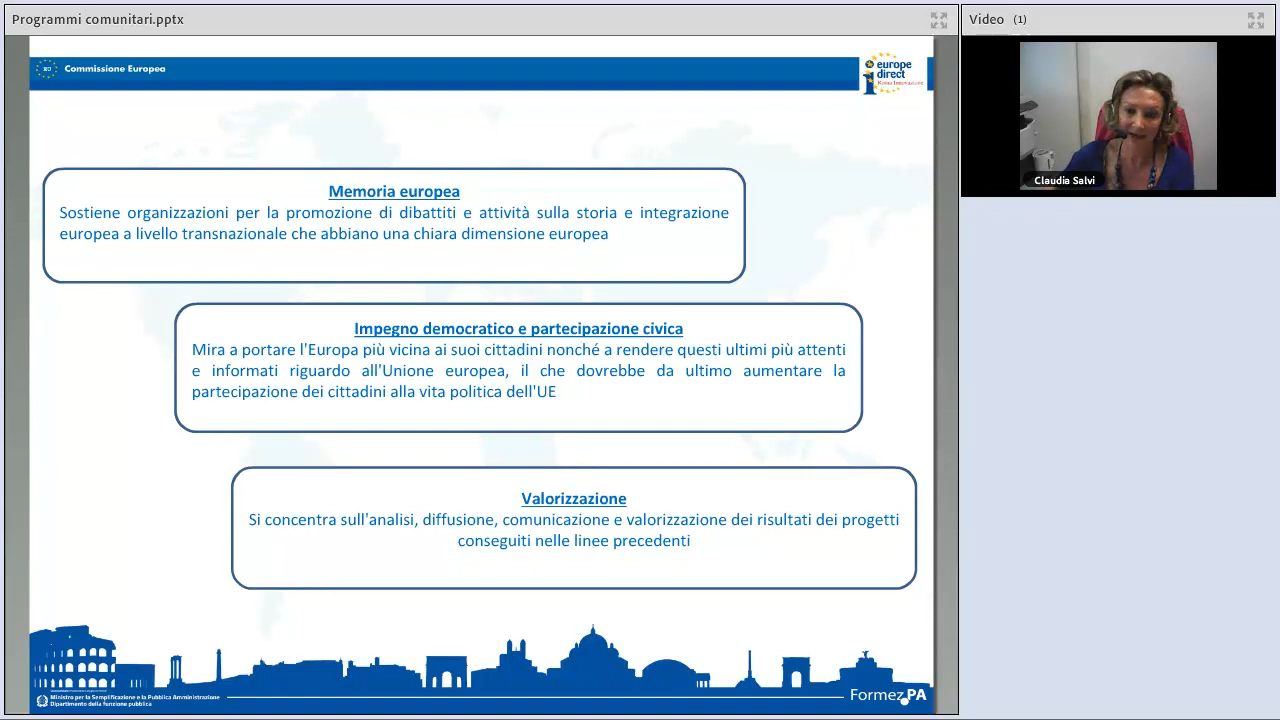 Programmi comunitari.pptx
Video (1)
Commissione Europea
europe
direct
Roma Innovazione
Claudia Salvi
Memoria europea
Sostiene organizzazioni per la promozione di dibattiti e attività sulla storia e integrazione
europea a livello transnazionale che abbiano una chiara dimensione europea
Impegno democratico e partecipazione civica
Mira a portare l'Europa più vicina ai suoi cittadini nonché a rendere questi ultimi più attenti
e informati riguardo all'Unione europea, il che dovrebbe da ultimo aumentare la
partecipazione dei cittadini alla vita politica dell'UE
Valorizzazione
Si concentra sull'analisi, diffusione, comunicazione e valorizzazione dei risultati dei progetti
conseguiti nelle linee precedenti
Ministro per la Semplificazione e la Pubblica Amministrazione
Dipartimento della funzione pubblica
Formez PA